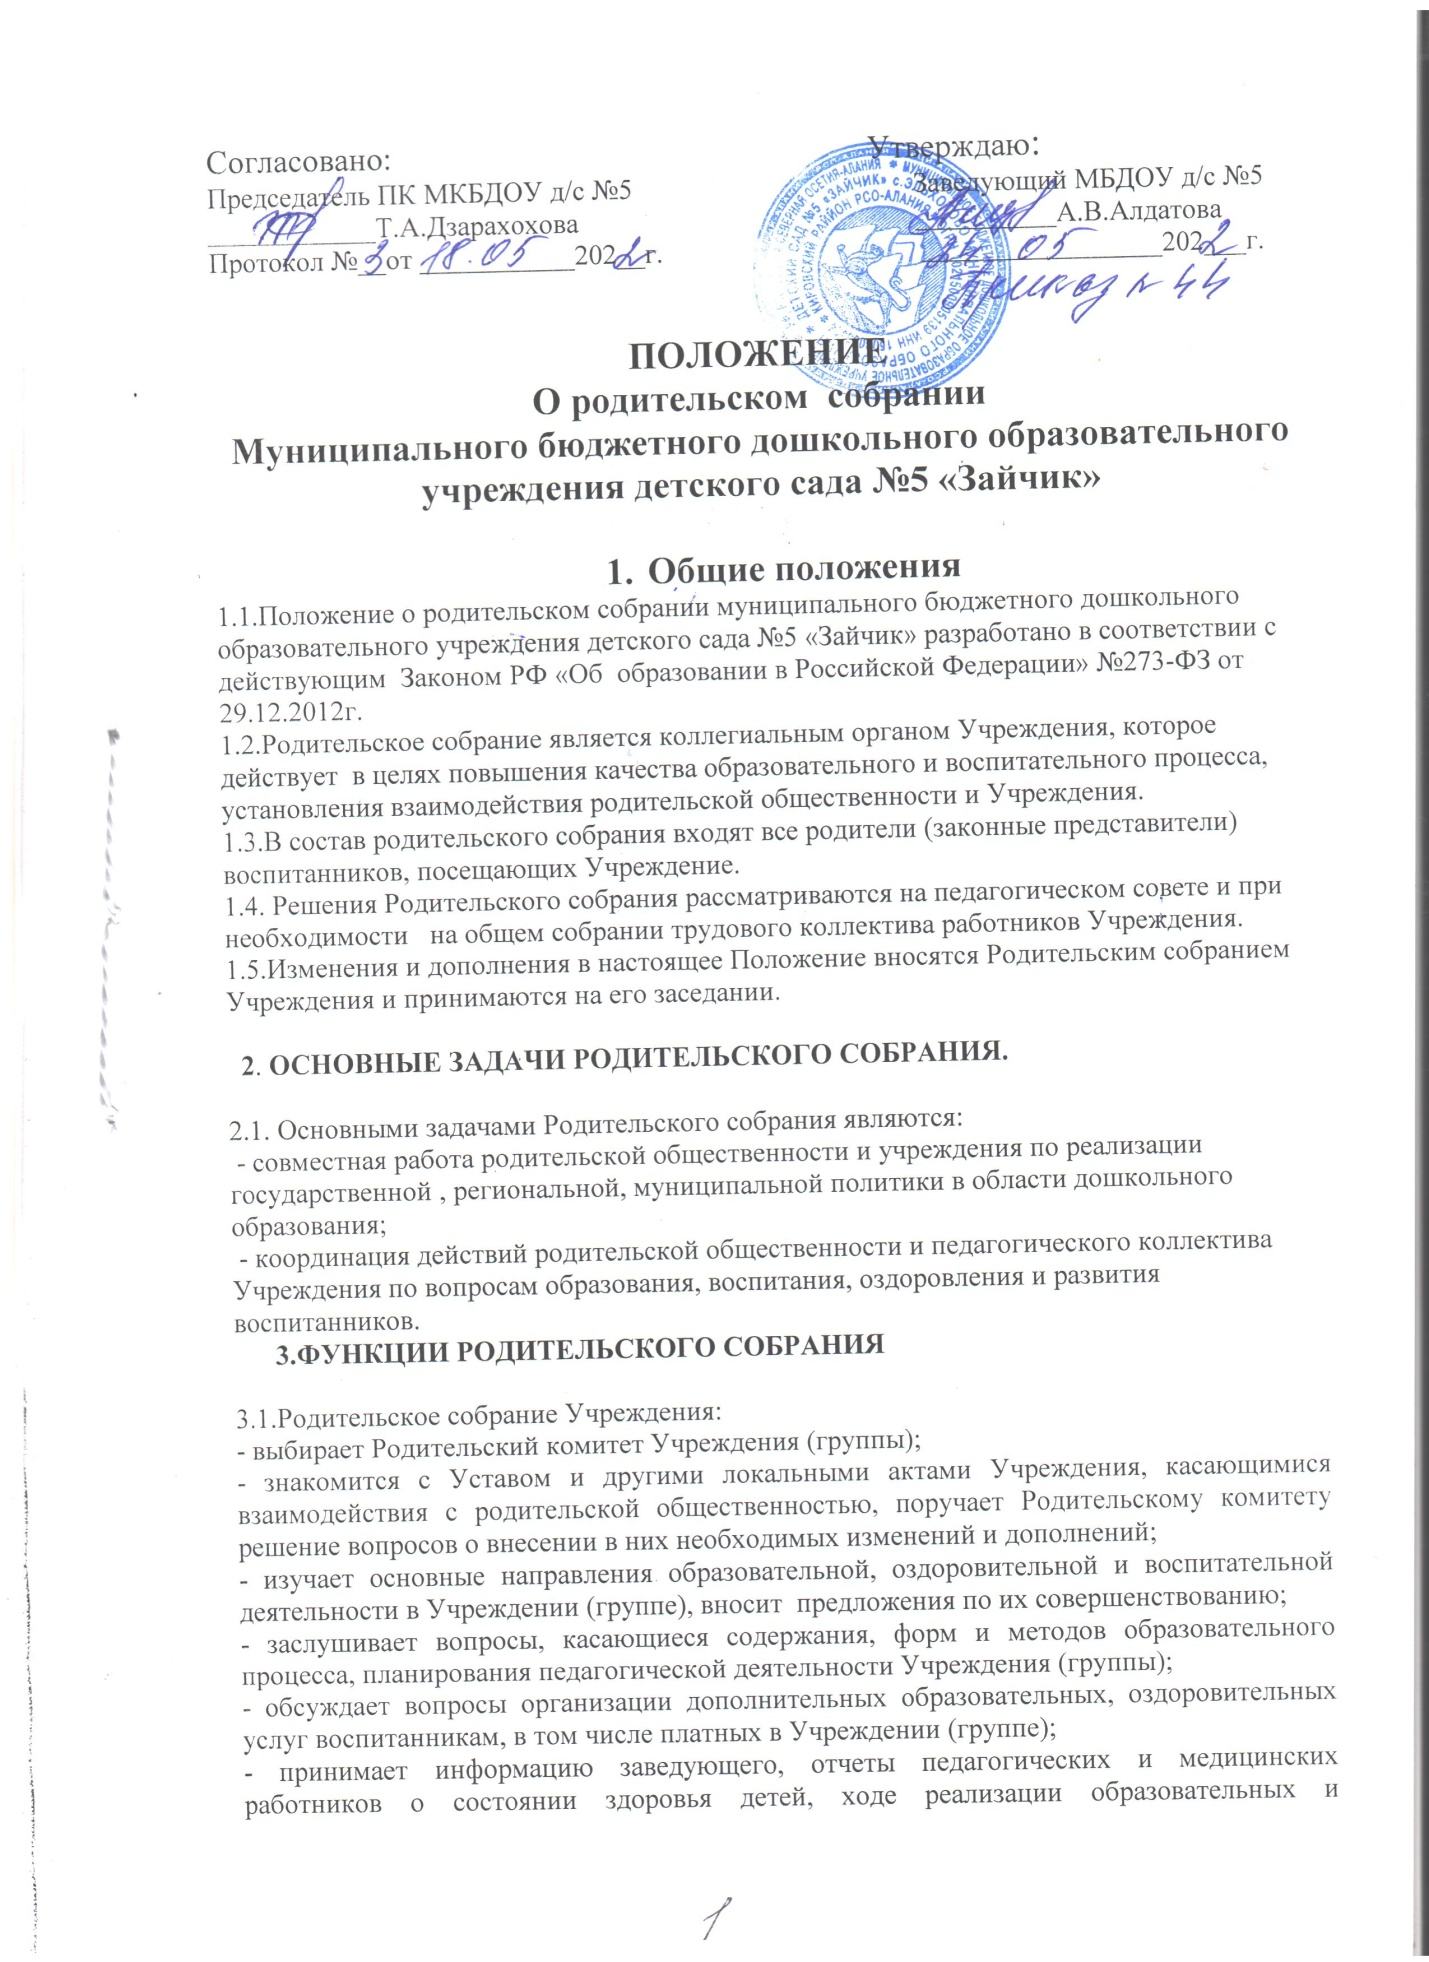 Согласовано:
Утверждаю:
Председатель ПК МКБДОУ д/с №5
Заведующий МБДОУ д/с №5
____________Т.А.Дзарахохова
__________А.В.Алдатова
Протокол № 3 от 18.05 2022 г.
05 2022 г.
Приказ № 44
ПОЛОЖЕНИЕ
О родительском собрании
Муниципального бюджетного дошкольного образовательного
учреждения детского сада №5 «Зайчик»
1. Общие положения
1.1.Положение о родительском собрании муниципального бюджетного дошкольного
образовательного учреждения детского сада №5 «Зайчик» разработано в соответствии с
действующим Законом РФ «Об образовании в Российской Федерации» №273-ФЗ от
29.12.2012г.
1.2.Родительское собрание является коллегиальным органом Учреждения, которое
действует в целях повышения качества образовательного и воспитательного процесса,
установления взаимодействия родительской общественности и Учреждения.
1.3.В состав родительского собрания входят все родители (законные представители)
воспитанников, посещающих Учреждение.
1.4. Решения Родительского собрания рассматриваются на педагогическом совете и при
необходимости на общем собрании трудового коллектива работников Учреждения.
1.5.Изменения и дополнения в настоящее Положение вносятся Родительским собранием
Учреждения и принимаются на его заседании.
2. ОСНОВНЫЕ ЗАДАЧИ РОДИТЕЛЬСКОГО СОБРАНИЯ.
2.1. Основными задачами Родительского собрания являются:
- совместная работа родительской общественности и учреждения по реализации
государственной , региональной, муниципальной политики в области дошкольного
образования;
- координация действий родительской общественности и педагогического коллектива
Учреждения по вопросам образования, воспитания, оздоровления и развития
воспитанников.
3.ФУНКЦИИ РОДИТЕЛЬСКОГО СОБРАНИЯ
3.1.Родительское собрание Учреждения:
- выбирает Родительский комитет Учреждения (группы);
- знакомится с Уставом и другими локальными актами Учреждения, касающимися
взаимодействия с родительской общественностью, поручает Родительскому комитету
решение вопросов о внесении в них необходимых изменений и дополнений;
- изучает основные направления образовательной, оздоровительной и воспитательной
деятельности в Учреждении (группе), вносит предложения по их совершенствованию;
- заслушивает вопросы, касающиеся содержания, форм и методов образовательного
процесса, планирования педагогической деятельности Учреждения (группы);
- обсуждает вопросы организации дополнительных образовательных, оздоровительных
услуг воспитанникам, в том числе платных в Учреждении (группе);
- принимает информацию заведующего, отчеты педагогических и медицинских
работников о состоянии здоровья детей, ходе реализации образовательных и
1